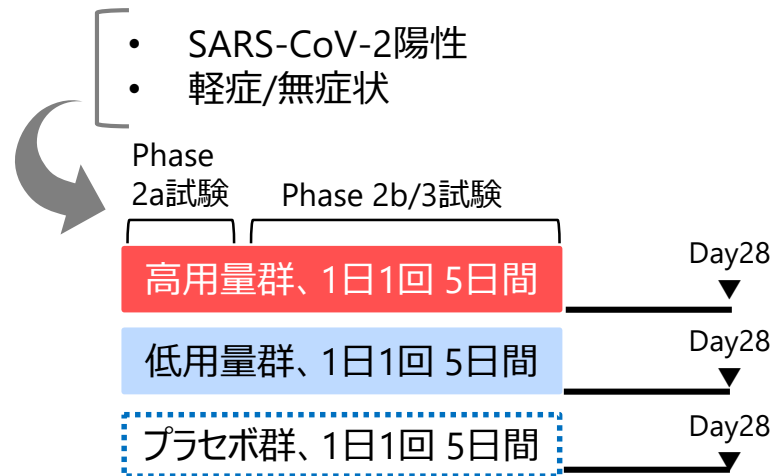 • SARS-CoV-2陽性
• 軽症/無症状
Phase
2a試験
Phase 2b/3試験
高用量群、1日1回 5日間
Day28
低用量群、1日1回 5日間
Day28
プラセボ群、1日1回 5日間
Day28